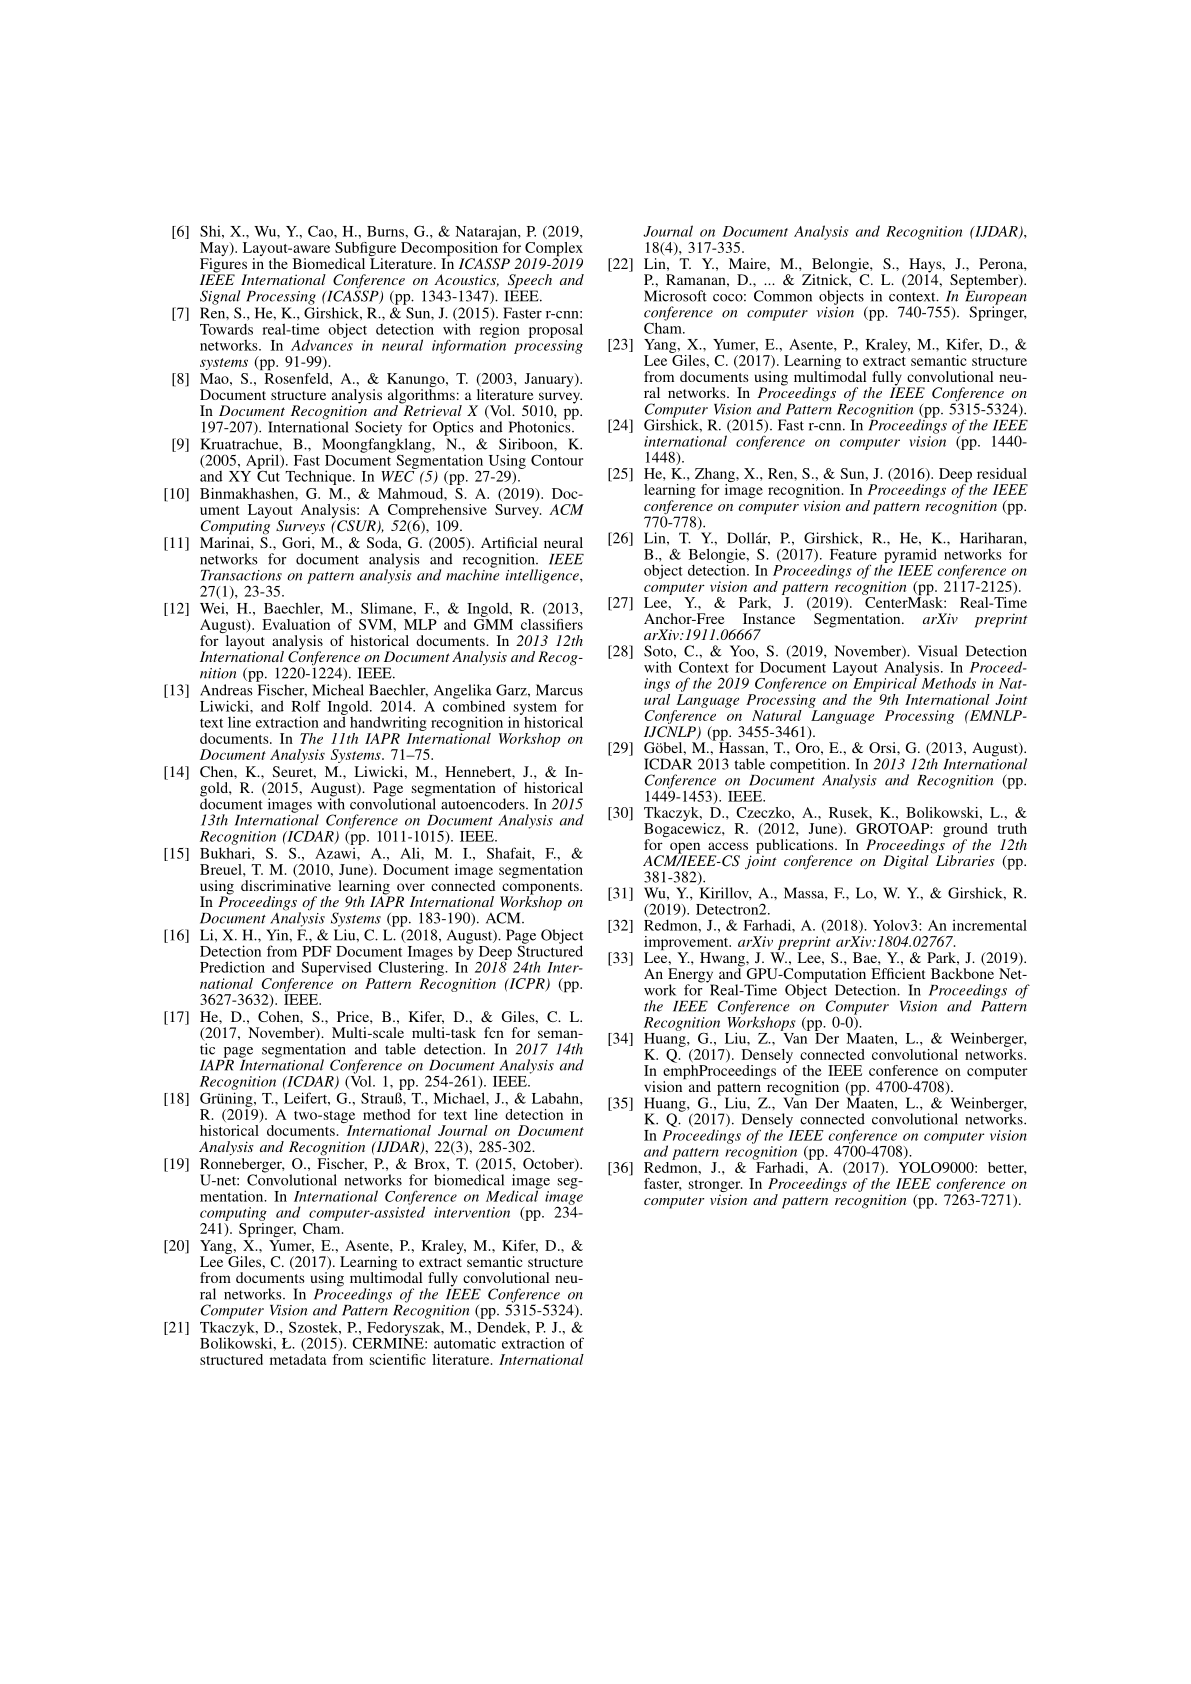 [6] Shi, X., Wu, Y., Cao, H., Burns, G., & Natarajan, P. (2019,
May). Layout-aware Subfigure Decomposition for Complex
Figures in the Biomedical Literature. In ICASSP 2019-2019
IEEE International Conference on Acoustics, Speech and
Signal Processing (ICASSP) (pp. 1343-1347). IEEE.
[7] Ren, S., He, K., Girshick, R., & Sun, J. (2015). Faster r-cnn:
Towards real-time object detection with region proposal
networks. In Advances in neural information processing
systems (pp. 91-99).
[8] Mao, S., Rosenfeld, A., & Kanungo, T. (2003, January).
Document structure analysis algorithms: a literature survey.
In Document Recognition and Retrieval X (Vol. 5010, pp.
197-207). International Society for Optics and Photonics.
[9] Kruatrachue, B., Moongfangklang, N., & Siriboon, K.
(2005, April). Fast Document Segmentation Using Contour
and XY Cut Technique. In WEC (5) (pp. 27-29).
[10] Binmakhashen, G. M., & Mahmoud, S. A. (2019). Doc-
ument Layout Analysis: A Comprehensive Survey. ACM
Computing Surveys (CSUR), 52(6), 109.
[11] Marinai, S., Gori, M., & Soda, G. (2005). Artificial neural
networks for document analysis and recognition. IEEE
Transactions on pattern analysis and machine intelligence,
27(1), 23-35.
[12] Wei, H., Baechler, M., Slimane, F., & Ingold, R. (2013,
August). Evaluation of SVM, MLP and GMM classifiers
for layout analysis of historical documents. In 2013 12th
International Conference on Document Analysis and Recog-
nition (pp. 1220-1224). IEEE.
[13] Andreas Fischer, Micheal Baechler, Angelika Garz, Marcus
Liwicki, and Rolf Ingold. 2014. A combined system for
text line extraction and handwriting recognition in historical
documents. In The 11th IAPR International Workshop on
Document Analysis Systems. 71–75.
[14] Chen, K., Seuret, M., Liwicki, M., Hennebert, J., & In-
gold, R. (2015, August). Page segmentation of historical
document images with convolutional autoencoders. In 2015
13th International Conference on Document Analysis and
Recognition (ICDAR) (pp. 1011-1015). IEEE.
[15] Bukhari, S. S., Azawi, A., Ali, M. I., Shafait, F., &
Breuel, T. M. (2010, June). Document image segmentation
using discriminative learning over connected components.
In Proceedings of the 9th IAPR International Workshop on
Document Analysis Systems (pp. 183-190). ACM.
[16] Li, X. H., Yin, F., & Liu, C. L. (2018, August). Page Object
Detection from PDF Document Images by Deep Structured
Prediction and Supervised Clustering. In 2018 24th Inter-
national Conference on Pattern Recognition (ICPR) (pp.
3627-3632). IEEE.
[17] He, D., Cohen, S., Price, B., Kifer, D., & Giles, C. L.
(2017, November). Multi-scale multi-task fcn for seman-
tic page segmentation and table detection. In 2017 14th
IAPR International Conference on Document Analysis and
Recognition (ICDAR) (Vol. 1, pp. 254-261). IEEE.
[18] Grüning, T., Leifert, G., Strauß, T., Michael, J., & Labahn,
R. (2019). A two-stage method for text line detection in
historical documents. International Journal on Document
Analysis and Recognition (IJDAR), 22(3), 285-302.
[19] Ronneberger, O., Fischer, P., & Brox, T. (2015, October).
U-net: Convolutional networks for biomedical image seg-
mentation. In International Conference on Medical image
computing and computer-assisted intervention (pp. 234-
241). Springer, Cham.
[20] Yang, X., Yumer, E., Asente, P., Kraley, M., Kifer, D., &
Lee Giles, C. (2017). Learning to extract semantic structure
from documents using multimodal fully convolutional neu-
ral networks. In Proceedings of the IEEE Conference on
Computer Vision and Pattern Recognition (pp. 5315-5324).
[21] Tkaczyk, D., Szostek, P., Fedoryszak, M., Dendek, P. J., &
Bolikowski, Ł. (2015). CERMINE: automatic extraction of
structured metadata from scientific literature. International
Journal on Document Analysis and Recognition (IJDAR),
18(4), 317-335.
[22] Lin, T. Y., Maire, M., Belongie, S., Hays, J., Perona,
P., Ramanan, D., ... & Zitnick, C. L. (2014, September).
Microsoft coco: Common objects in context. In European
conference on computer vision (pp. 740-755). Springer,
Cham.
[23] Yang, X., Yumer, E., Asente, P., Kraley, M., Kifer, D., &
Lee Giles, C. (2017). Learning to extract semantic structure
from documents using multimodal fully convolutional neu-
ral networks. In Proceedings of the IEEE Conference on
Computer Vision and Pattern Recognition (pp. 5315-5324).
[24] Girshick, R. (2015). Fast r-cnn. In Proceedings of the IEEE
international conference on computer vision (pp. 1440-
1448).
[25] He, K., Zhang, X., Ren, S., & Sun, J. (2016). Deep residual
learning for image recognition. In Proceedings of the IEEE
conference on computer vision and pattern recognition (pp.
770-778).
[26] Lin, T. Y., Dollár, P., Girshick, R., He, K., Hariharan,
B., & Belongie, S. (2017). Feature pyramid networks for
object detection. In Proceedings of the IEEE conference on
computer vision and pattern recognition (pp. 2117-2125).
[27] Lee, Y., & Park, J. (2019). CenterMask: Real-Time
Anchor-Free Instance Segmentation. arXiv preprint
arXiv:1911.06667
[28] Soto, C., & Yoo, S. (2019, November). Visual Detection
with Context for Document Layout Analysis. In Proceed-
ings of the 2019 Conference on Empirical Methods in Nat-
ural Language Processing and the 9th International Joint
Conference on Natural Language Processing (EMNLP-
IJCNLP) (pp. 3455-3461).
[29] Göbel, M., Hassan, T., Oro, E., & Orsi, G. (2013, August).
ICDAR 2013 table competition. In 2013 12th International
Conference on Document Analysis and Recognition (pp.
1449-1453). IEEE.
[30] Tkaczyk, D., Czeczko, A., Rusek, K., Bolikowski, L., &
Bogacewicz, R. (2012, June). GROTOAP: ground truth
for open access publications. In Proceedings of the 12th
ACM/IEEE-CS joint conference on Digital Libraries (pp.
381-382).
[31] Wu, Y., Kirillov, A., Massa, F., Lo, W. Y., & Girshick, R.
(2019). Detectron2.
[32] Redmon, J., & Farhadi, A. (2018). Yolov3: An incremental
improvement. arXiv preprint arXiv:1804.02767.
[33] Lee, Y., Hwang, J. W., Lee, S., Bae, Y., & Park, J. (2019).
An Energy and GPU-Computation Efficient Backbone Net-
work for Real-Time Object Detection. In Proceedings of
the IEEE Conference on Computer Vision and Pattern
Recognition Workshops (pp. 0-0).
[34] Huang, G., Liu, Z., Van Der Maaten, L., & Weinberger,
K. Q. (2017). Densely connected convolutional networks.
In emphProceedings of the IEEE conference on computer
vision and pattern recognition (pp. 4700-4708).
[35] Huang, G., Liu, Z., Van Der Maaten, L., & Weinberger,
K. Q. (2017). Densely connected convolutional networks.
In Proceedings of the IEEE conference on computer vision
and pattern recognition (pp. 4700-4708).
[36] Redmon, J., & Farhadi, A. (2017). YOLO9000: better,
faster, stronger. In Proceedings of the IEEE conference on
computer vision and pattern recognition (pp. 7263-7271).